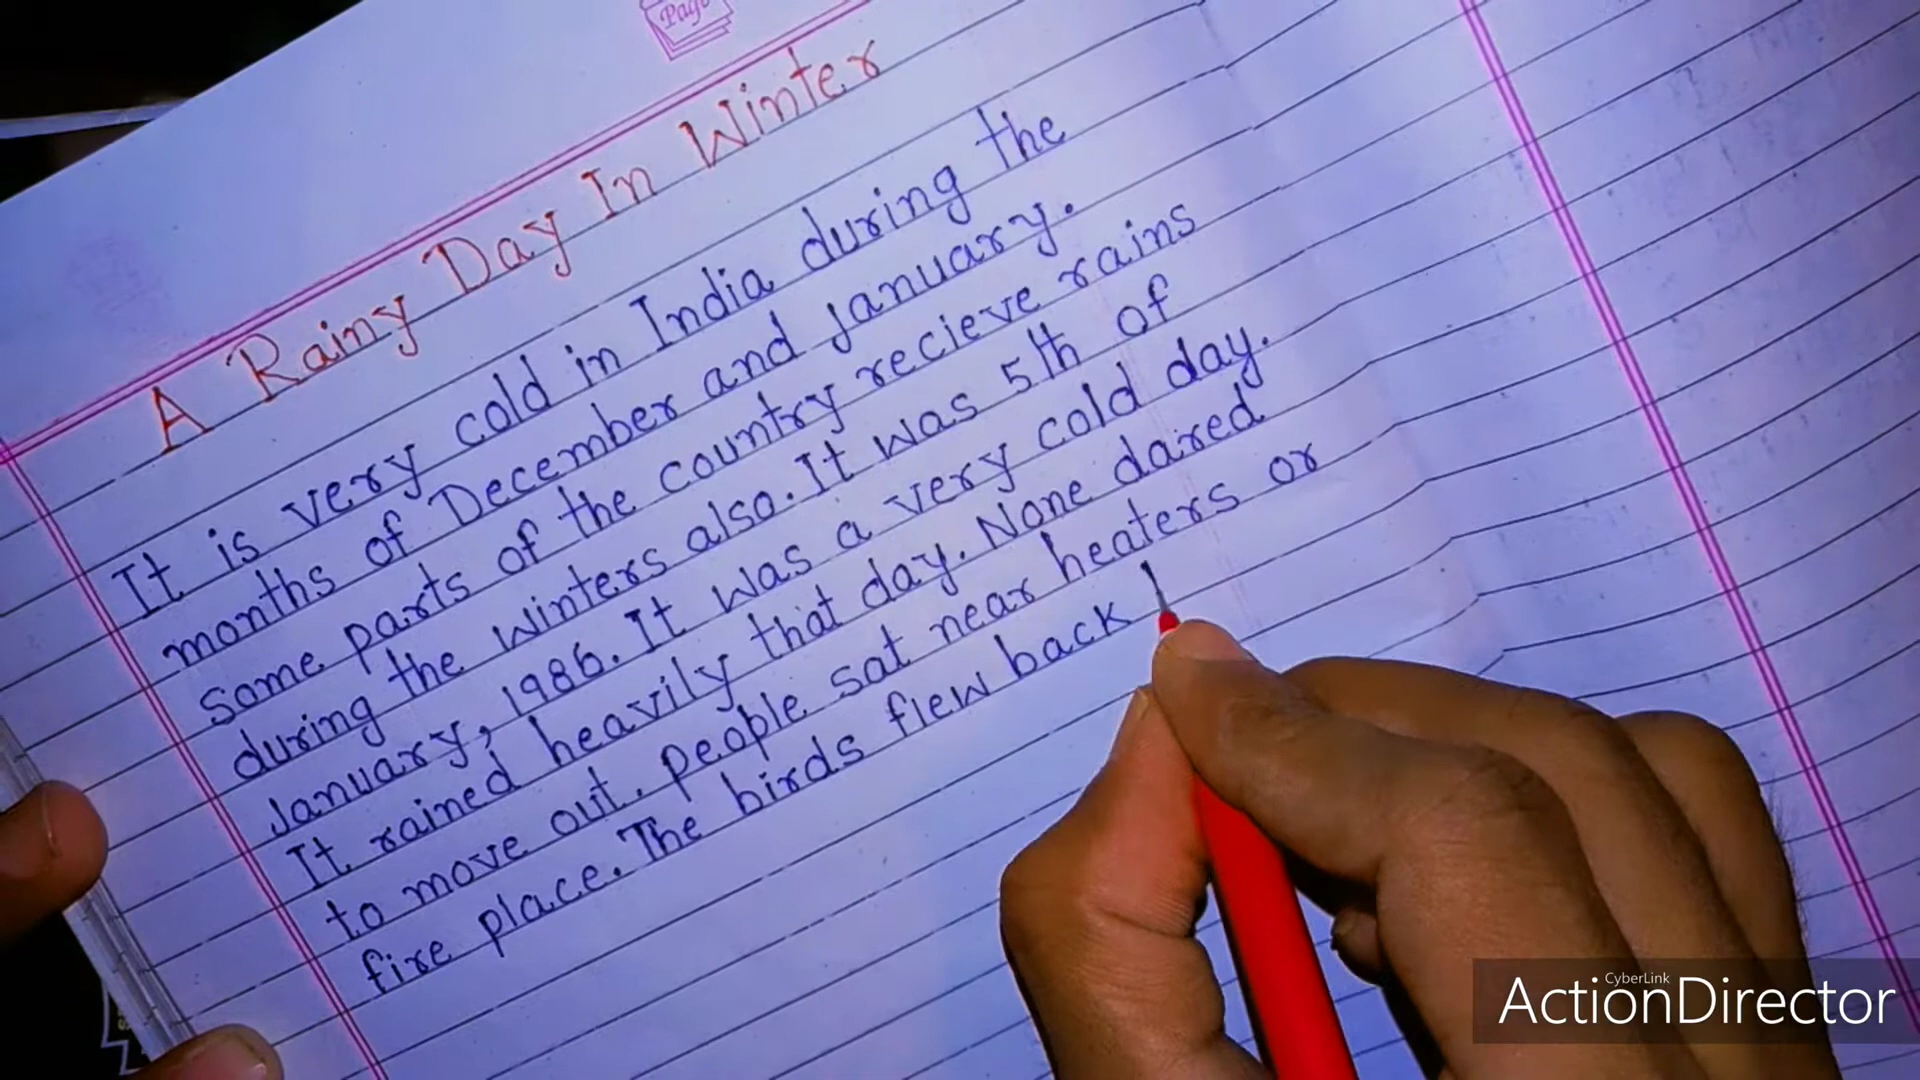 Page
A Rainy Day In Winter
It is very cold in India during the
months of December and January.
Some parts of the country recieve rains
during the winters also. It was 5th of
January, 1986. It was a very cold day.
It rained heavily that day. None dared
to move out. people sat near heaters or
fire place. The birds flew back
CyberLink
ActionDirector